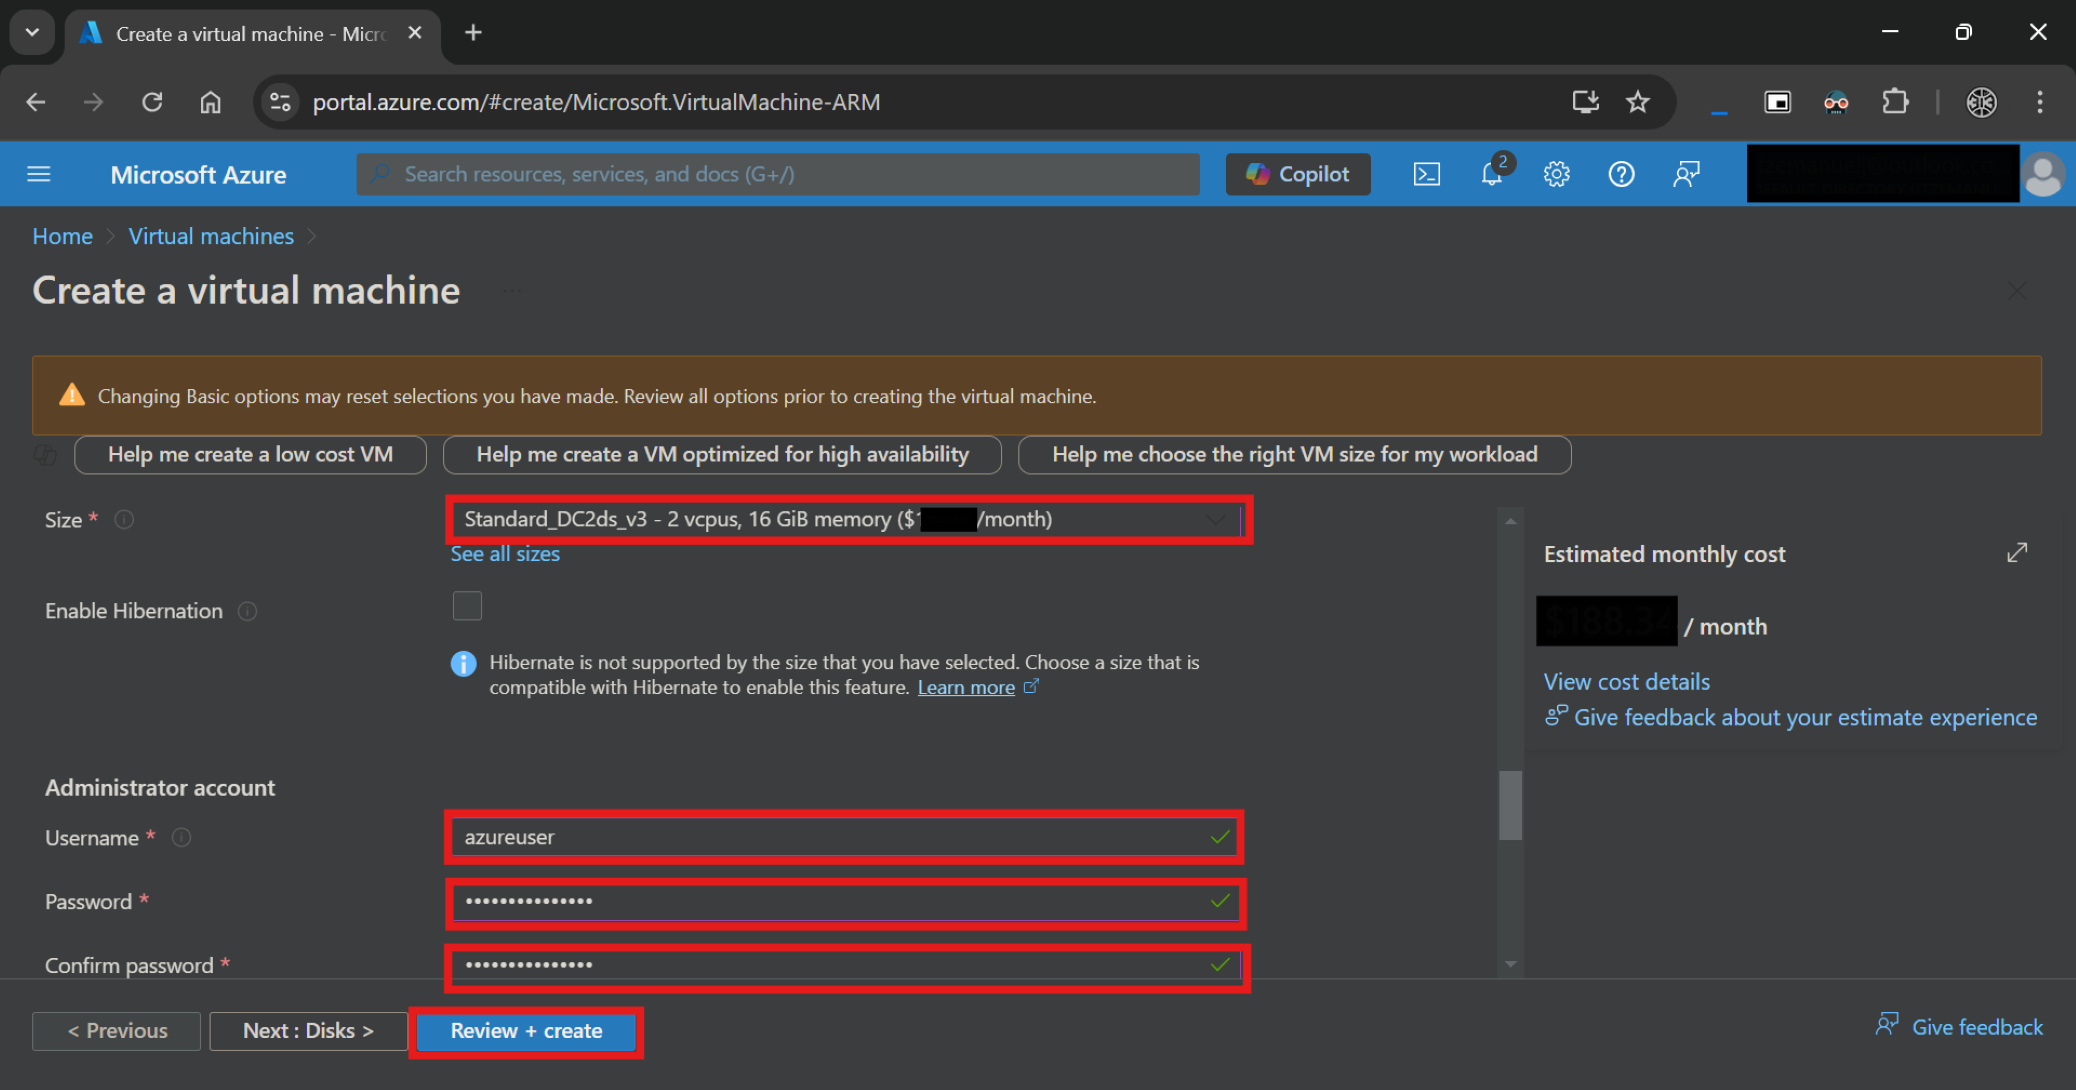 Create a virtual machine - Micr
portal.azure.com/#create/Microsoft.VirtualMachine-ARM
Microsoft Azure
Search resources, services, and docs (G+/)
Copilot
2
Home > Virtual machines >
Create a virtual machine ...
Changing Basic options may reset selections you have made. Review all options prior to creating the virtual machine.
Help me create a low cost VM
Help me create a VM optimized for high availability
Help me choose the right VM size for my workload
Size *
Standard_DC2ds_v3 - 2 vcpus, 16 GiB memory ($ /month)
See all sizes
Enable Hibernation
Hibernate is not supported by the size that you have selected. Choose a size that is
compatible with Hibernate to enable this feature. Learn more
Administrator account
Username *
azureuser
Password *
•••••••••••••••
Confirm password *
•••••••••••••••
Estimated monthly cost
/ month
View cost details
Give feedback about your estimate experience
< Previous
Next : Disks >
Review + create
Give feedback